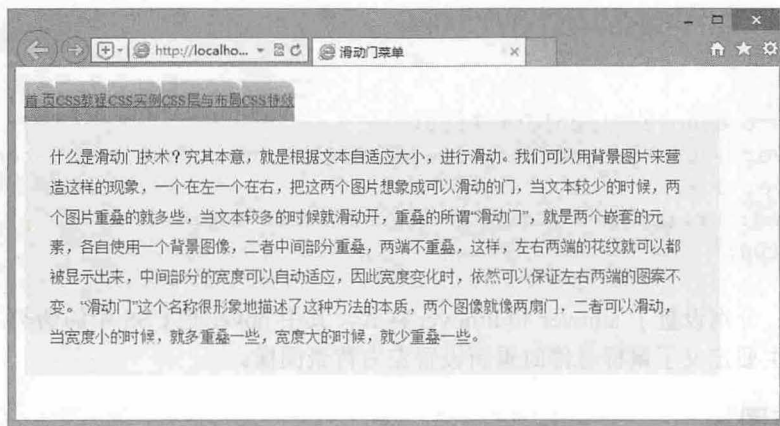 http://localho...
滑动门菜单
首 页CSS教程CSS实例CSS层与布局CSS特效
什么是滑动门技术？究其本意，就是根据文本自适应大小，进行滑动。我们可以用背景图片来营
造这样的现象，一个在左一个在右，把这两个图片想象成可以滑动的门，当文本较少的时候，两
个图片重叠的就多些，当文本较多的时候就滑动开，重叠的所谓“滑动门”，就是两个嵌套的元
素，各自使用一个背景图像，二者中间部分重叠，两端不重叠，这样，左右两端的花纹就可以都
被显示出来，中间部分的宽度可以自动适应，因此宽度变化时，依然可以保证左右两端的图案不
变。“滑动门”这个名称很形象地描述了这种方法的本质，两个图像就像两扇门，二者可以滑动，
当宽度小的时候，就多重叠一些，宽度大的时候，就少重叠一些。